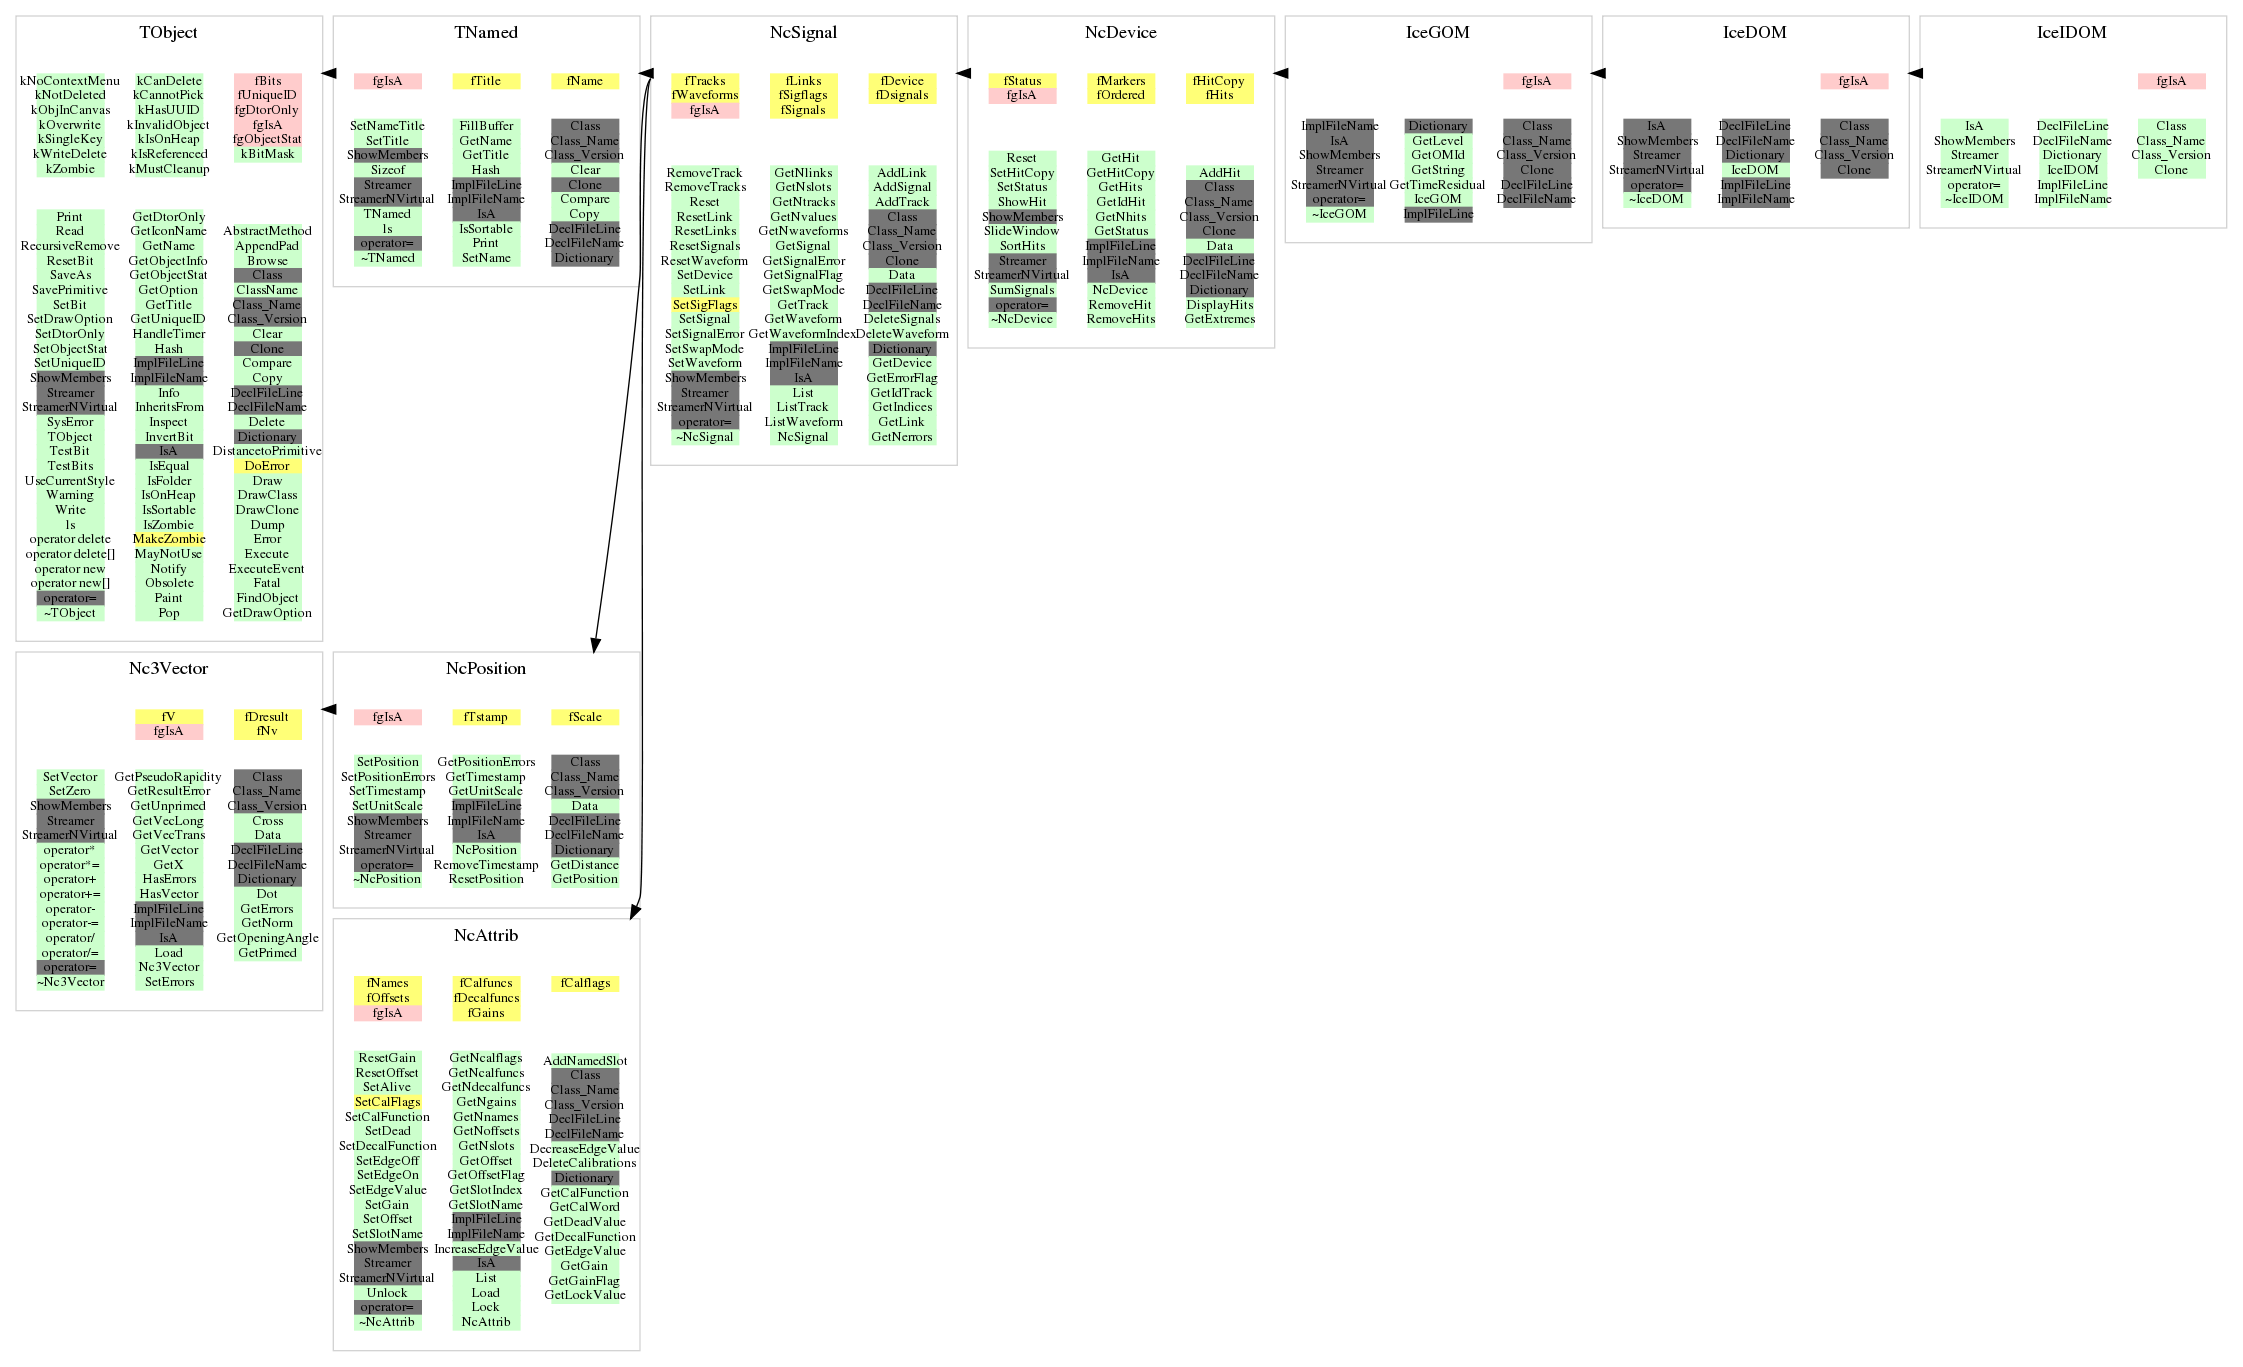 TObject
kNoContextMenu
kNotDeleted
kObjInCanvas
kOverwrite
kSingleKey
kWriteDelete
kZombie
kCanDelete
kCannotPick
kHasUUID
kInvalidObject
kIsOnHeap
kIsReferenced
kMustCleanup
fBits
fUniqueID
fgDtorOnly
fgIsA
fgObjectStat
kBitMask
Print
Read
RecursiveRemove
ResetBit
SaveAs
SavePrimitive
SetBit
SetDrawOption
SetDtorOnly
SetObjectStat
SetUniqueID
ShowMembers
Streamer
StreamerNVirtual
SysError
TObject
TestBit
TestBits
UseCurrentStyle
Warning
Write
ls
operator delete
operator delete[]
operator new
operator new[]
operator=
~TObject
GetDtorOnly
GetIconName
GetName
GetObjectInfo
GetObjectStat
GetOption
GetTitle
GetUniqueID
HandleTimer
Hash
ImplFileLine
ImplFileName
Info
InheritsFrom
Inspect
InvertBit
IsA
IsEqual
IsFolder
IsOnHeap
IsSortable
IsZombie
MakeZombie
MayNotUse
Notify
Obsolete
Paint
Pop
AbstractMethod
AppendPad
Browse
Class
ClassName
Class_Name
Class_Version
Clear
Clone
Compare
Copy
DeclFileLine
DeclFileName
Delete
Dictionary
DistancetoPrimitive
DoError
Draw
DrawClass
DrawClone
Dump
Error
Execute
ExecuteEvent
Fatal
FindObject
GetDrawOption
TNamed
fgIsA
fTitle
fName
SetNameTitle
SetTitle
ShowMembers
Sizeof
Streamer
StreamerNVirtual
TNamed
ls
operator=
~TNamed
FillBuffer
GetName
GetTitle
Hash
ImplFileLine
ImplFileName
IsA
IsSortable
Print
SetName
Class
Class_Name
Class_Version
Clear
Clone
Compare
Copy
DeclFileLine
DeclFileName
Dictionary
NcSignal
fTracks
fWaveforms
fgIsA
fLinks
fSigflags
fSignals
fDevice
fDsignals
RemoveTrack
RemoveTracks
Reset
ResetLink
ResetLinks
ResetSignals
ResetWaveform
SetDevice
SetLink
SetSigFlags
SetSignal
SetSignalError
SetSwapMode
SetWaveform
ShowMembers
Streamer
StreamerNVirtual
operator=
~NcSignal
GetNlinks
GetNslots
GetNtracks
GetNvalues
GetNwaveforms
GetSignal
GetSignalError
GetSignalFlag
GetSwapMode
GetTrack
GetWaveform
GetWaveformIndex
ImplFileLine
ImplFileName
IsA
List
ListTrack
ListWaveform
NcSignal
AddLink
AddSignal
AddTrack
Class
Class_Name
Class_Version
Clone
Data
DeclFileLine
DeclFileName
DeleteSignals
DeleteWaveform
Dictionary
GetDevice
GetErrorFlag
GetIdTrack
GetIndices
GetLink
GetNerrors
NcDevice
fStatus
fgIsA
fMarkers
fOrdered
fHitCopy
fHits
Reset
SetHitCopy
SetStatus
ShowHit
ShowMembers
SlideWindow
SortHits
Streamer
StreamerNVirtual
SumSignals
operator=
~NcDevice
GetHit
GetHitCopy
GetHits
GetIdHit
GetNhits
GetStatus
ImplFileLine
ImplFileName
IsA
NcDevice
RemoveHit
RemoveHits
AddHit
Class
Class_Name
Class_Version
Clone
Data
DeclFileLine
DeclFileName
Dictionary
DisplayHits
GetExtremes
IceGOM
fgIsA
ImplFileName
IsA
ShowMembers
Streamer
StreamerNVirtual
operator=
~IceGOM
Dictionary
GetLevel
GetOMId
GetString
GetTimeResidual
IceGOM
ImplFileLine
Class
Class_Name
Class_Version
Clone
DeclFileLine
DeclFileName
IceDOM
fgIsA
IsA
ShowMembers
Streamer
StreamerNVirtual
operator=
~IceDOM
DeclFileLine
DeclFileName
Dictionary
IceDOM
ImplFileLine
ImplFileName
Class
Class_Name
Class_Version
Clone
IceIDOM
fgIsA
IsA
ShowMembers
Streamer
StreamerNVirtual
operator=
~IceIDOM
DeclFileLine
DeclFileName
Dictionary
IceIDOM
ImplFileLine
ImplFileName
Class
Class_Name
Class_Version
Clone
Nc3Vector
fV
fgIsA
fDresult
fNv
SetVector
SetZero
ShowMembers
Streamer
StreamerNVirtual
operator*
operator*=
operator+
operator+=
operator-
operator-=
operator/
operator/=
operator=
~Nc3Vector
GetPseudoRapidity
GetResultError
GetUnprimed
GetVecLong
GetVecTrans
GetVector
GetX
HasErrors
HasVector
ImplFileLine
ImplFileName
IsA
Load
Nc3Vector
SetErrors
Class
Class_Name
Class_Version
Cross
Data
DeclFileLine
DeclFileName
Dictionary
Dot
GetErrors
GetNorm
GetOpeningAngle
GetPrimed
NcPosition
fgIsA
fTstamp
fScale
SetPosition
SetPositionErrors
SetTimestamp
SetUnitScale
ShowMembers
Streamer
StreamerNVirtual
operator=
~NcPosition
GetPositionErrors
GetTimestamp
GetUnitScale
ImplFileLine
ImplFileName
IsA
NcPosition
RemoveTimestamp
ResetPosition
Class
Class_Name
Class_Version
Data
DeclFileLine
DeclFileName
Dictionary
GetDistance
GetPosition
NcAttrib
fNames
fOffsets
fgIsA
fCalfuncs
fDecalfuncs
fGains
fCalflags
ResetGain
ResetOffset
SetAlive
SetCalFlags
SetCalFunction
SetDead
SetDecalFunction
SetEdgeOff
SetEdgeOn
SetEdgeValue
SetGain
SetOffset
SetSlotName
ShowMembers
Streamer
StreamerNVirtual
Unlock
operator=
~NcAttrib
GetNcalflags
GetNcalfuncs
GetNdecalfuncs
GetNgains
GetNnames
GetNoffsets
GetNslots
GetOffset
GetOffsetFlag
GetSlotIndex
GetSlotName
ImplFileLine
ImplFileName
IncreaseEdgeValue
IsA
List
Load
Lock
NcAttrib
AddNamedSlot
Class
Class_Name
Class_Version
DeclFileLine
DeclFileName
DecreaseEdgeValue
DeleteCalibrations
Dictionary
GetCalFunction
GetCalWord
GetDeadValue
GetDecalFunction
GetEdgeValue
GetGain
GetGainFlag
GetLockValue